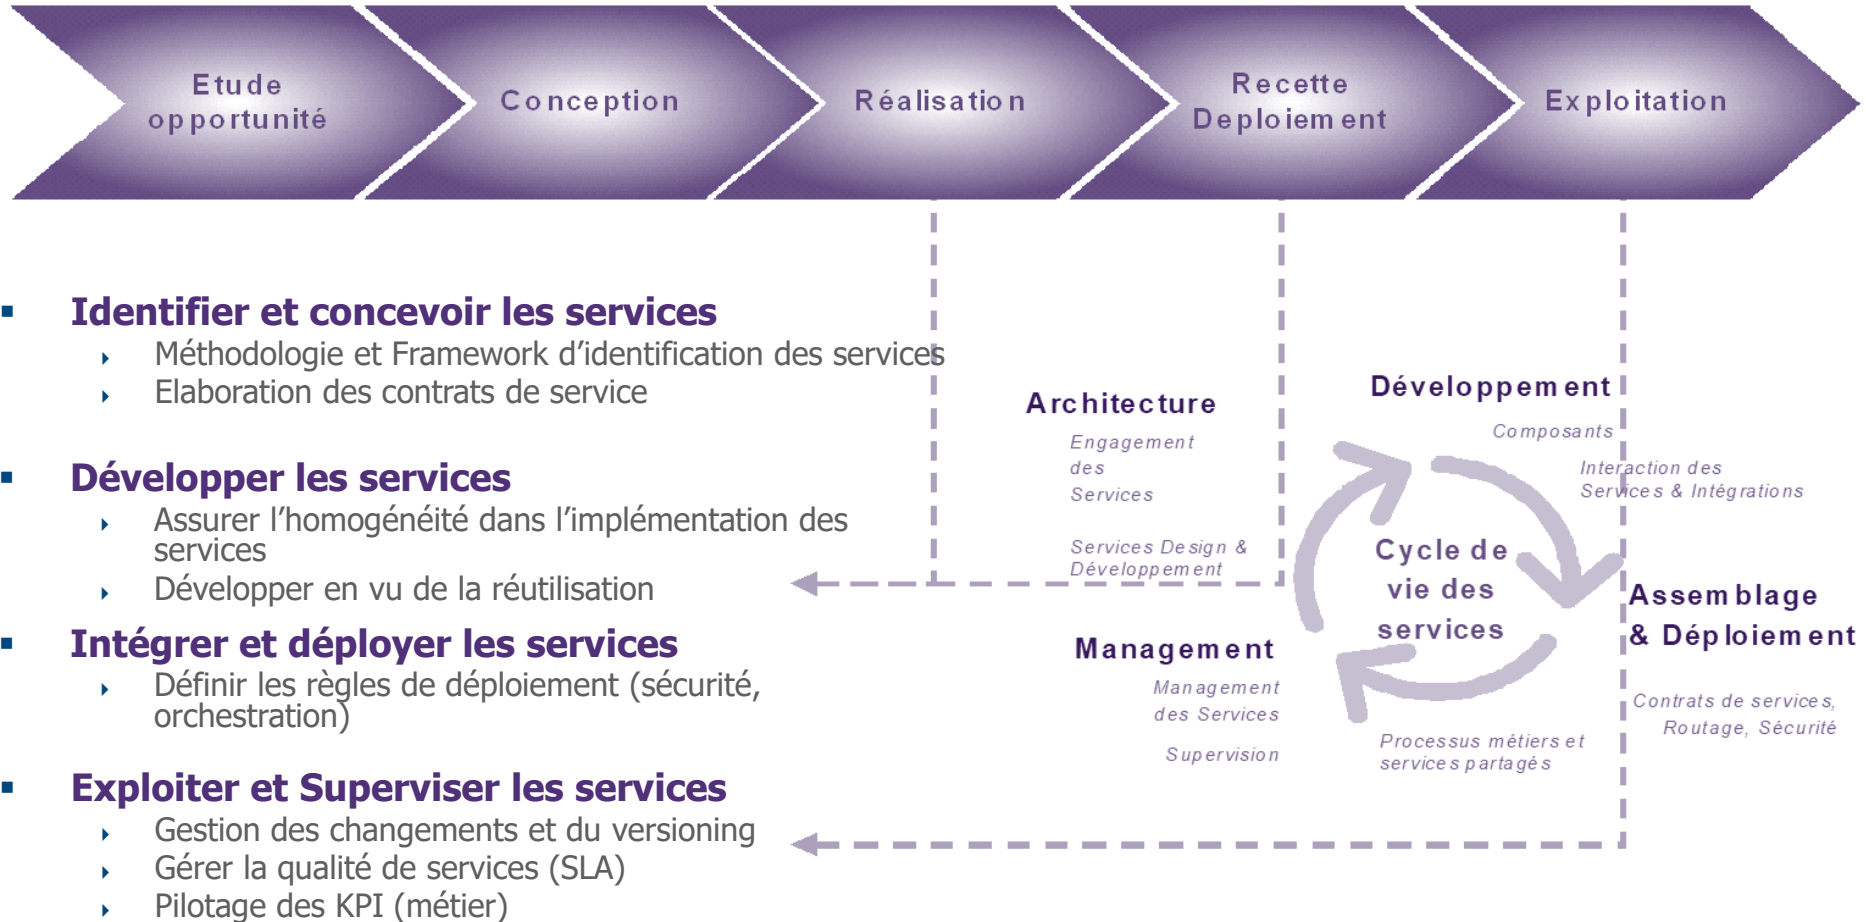 Etude
opportunité
Conception
Réalisation
Recette
Deploiement
Exploitation
▪ Identifier et concevoir les services
Méthodologie et Framework d’identification des services
Elaboration des contrats de service
▪ Développer les services
Assurer l’homogénéité dans l’implémentation des
services
Développer en vu de la réutilisation
▪ Intégrer et déployer les services
Définir les règles de déploiement (sécurité,
orchestration)
▪ Exploiter et Superviser les services
Gestion des changements et du versioning
Gérer la qualité de services (SLA)
Pilotage des KPI (métier)
Architecture
Engagement
des
Services
Services Design &
Développement
Développement
Composants
Interaction des
Services & Intégrations
Cycle de
vie des
services
Assemblage
& Déploiement
Contrats de services,
Routage, Sécurité
Management
Management
des Services
Supervision
Processus métiers et
services partagés